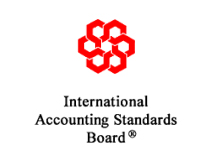 International
Accounting Standards
Board®